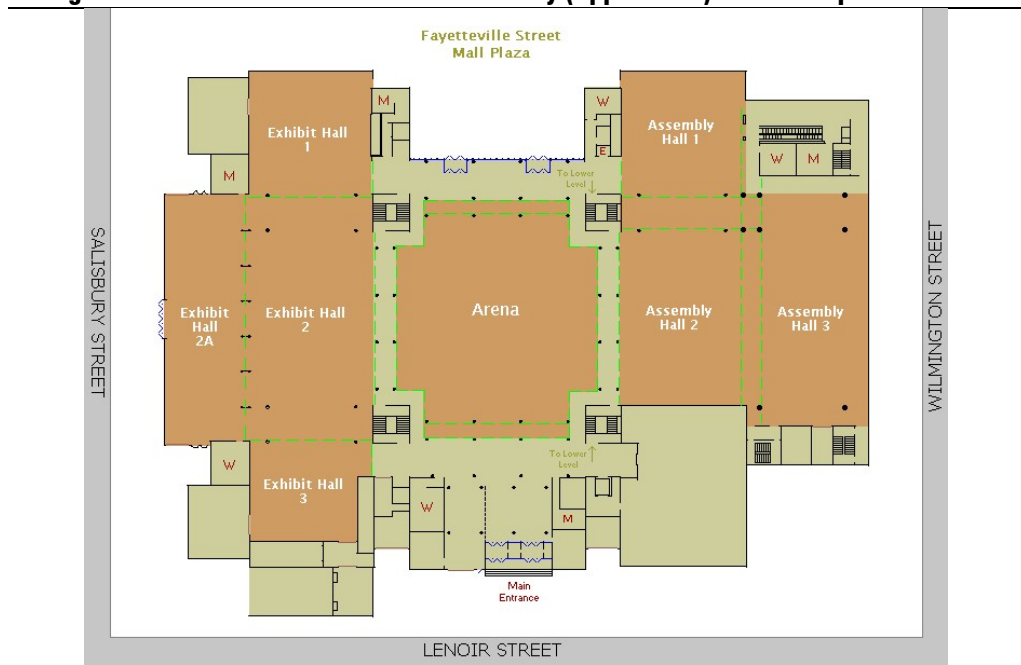 Fayetteville Street
Mall Plaza
M
W
E
Exhibit Hall
1
Assembly
Hall 1
W
M
M
To Lower
Level
SALISBURY STREET
WILMINGTON STREET
Exhibit
Hall
2A
Exhibit Hall
2
Arena
Assembly
Hall 2
Assembly
Hall 3
To Lower
Level
W
Exhibit Hall
3
W
M
Main
Entrance
LENOIR STREET